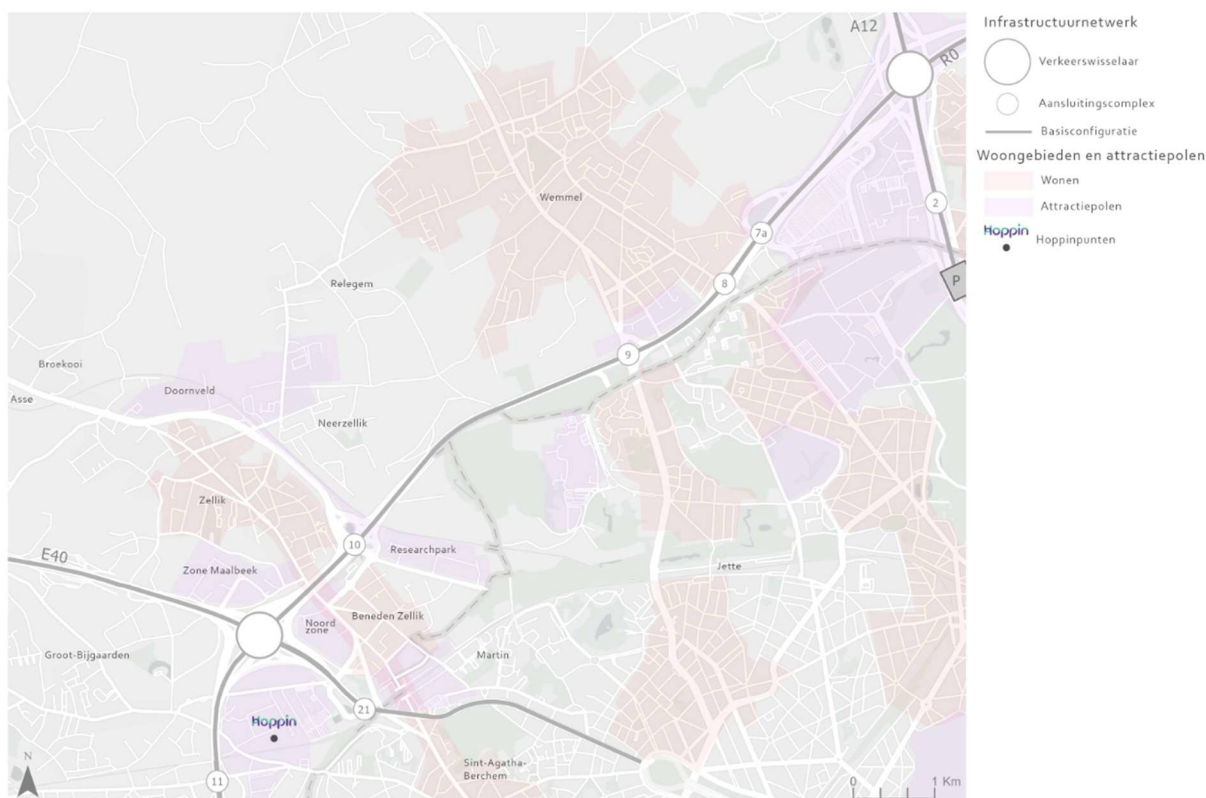 A12
R0
Wemmel
7a
2
8
P
Relegem
9
Broekooi
Asse
Doornveld
Neerzellik
Zellik
E40
10
Researchpark
Zone Maalbeek
Jette
Noord
zone
Beneden Zellik
Groot-Bijgaarden
Martin
21
Hoppin
11
Sint-Agatha-
Berchem
N
0 1 Km
Infrastructuurnetwerk
Verkeerswisselaar
Aansluitingscomplex
Basisconfiguratie
Woongebieden en attractiepolen
Wonen
Attractiepolen
Hoppin
Hoppinpunten